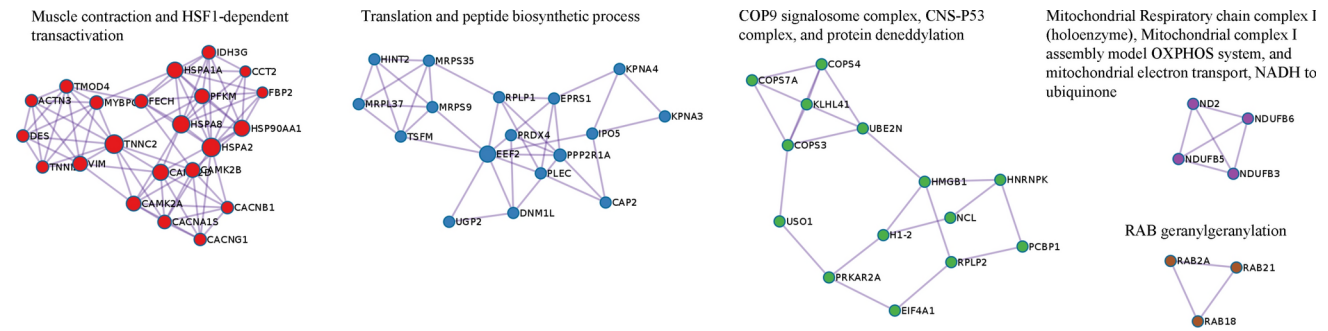 Muscle contraction and HSF1-dependent
transactivation
IDH3G
HSPA1A
CCT2
TMOD4
FBP2
ACTN3
MYBPC
FECH
PFKM
HSPA8
HSP90AA1
DES
TNNC2
HSPA2
VIM
CAMK2B
CAMK2A
CACNB1
CACNA1S
CACNG1
Translation and peptide biosynthetic process
HINT2
MRPS35
KPNA4
MRPL37
MRPS9
RPLP1
EPRS1
KPNA3
TSFM
PRDX4
IPO5
EEF2
PPP2R1A
PLEC
CAP2
DNM1L
UGP2
COP9 signalosome complex, CNS-P53
complex, and protein deneddylation
COPS4
COPS7A
KLHL41
UBE2N
COPS3
HMGB1
HNRNPK
NCL
USO1
H1-2
PCBP1
RPLP2
PRKAR2A
EIF4A1
Mitochondrial Respiratory chain complex I
(holoenzyme), Mitochondrial complex I
assembly model OXPHOS system, and
mitochondrial electron transport, NADH to
ubiquinone
ND2
NDUFB6
NDUFB5
NDUFB3
RAB geranylgeranylation
RAB2A
RAB21
RAB18